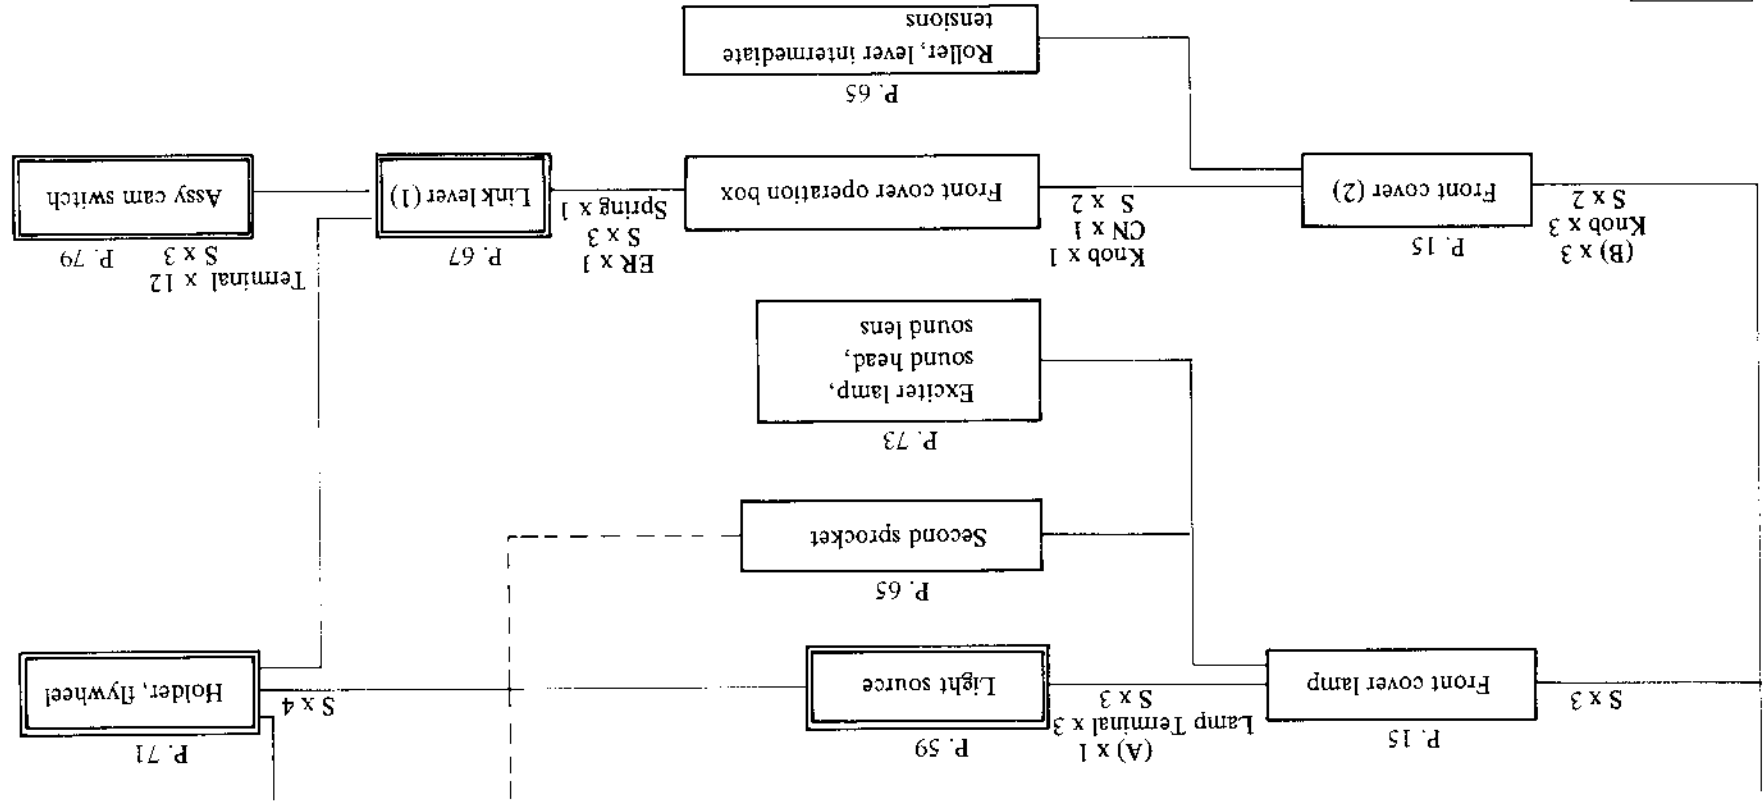 P. 15
S x 3
Front cover lamp
(A) x 1
Lamp Terminal x 3
S x 3
P. 59
Light source
P. 71
S x 4
Holder, flywheel
P. 65
Second sprocket
P. 73
Exciter lamp,
sound head,
sound lens
(B) x 3
Knob x 3
S x 2
P. 15
Front cover (2)
Knob x 1
CN x 1
S x 2
Front cover operation box
ER x 1
S x 3
Spring x 1
P. 67
Link lever (1)
Terminal x 12
S x 3
P. 79
Assy cam switch
P. 65
Roller, lever intermediate
tensions